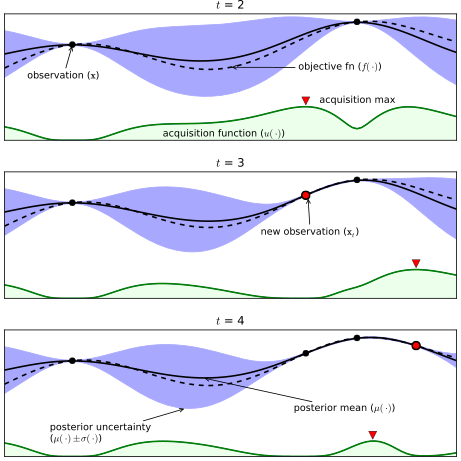 t = 2
observation (x)
objective fn (f(·))
acquisition max
acquisition function (u(·))
t = 3
new observation (xₜ)
t = 4
posterior mean (μ(·))
posterior uncertainty
(μ(·)±σ(·))